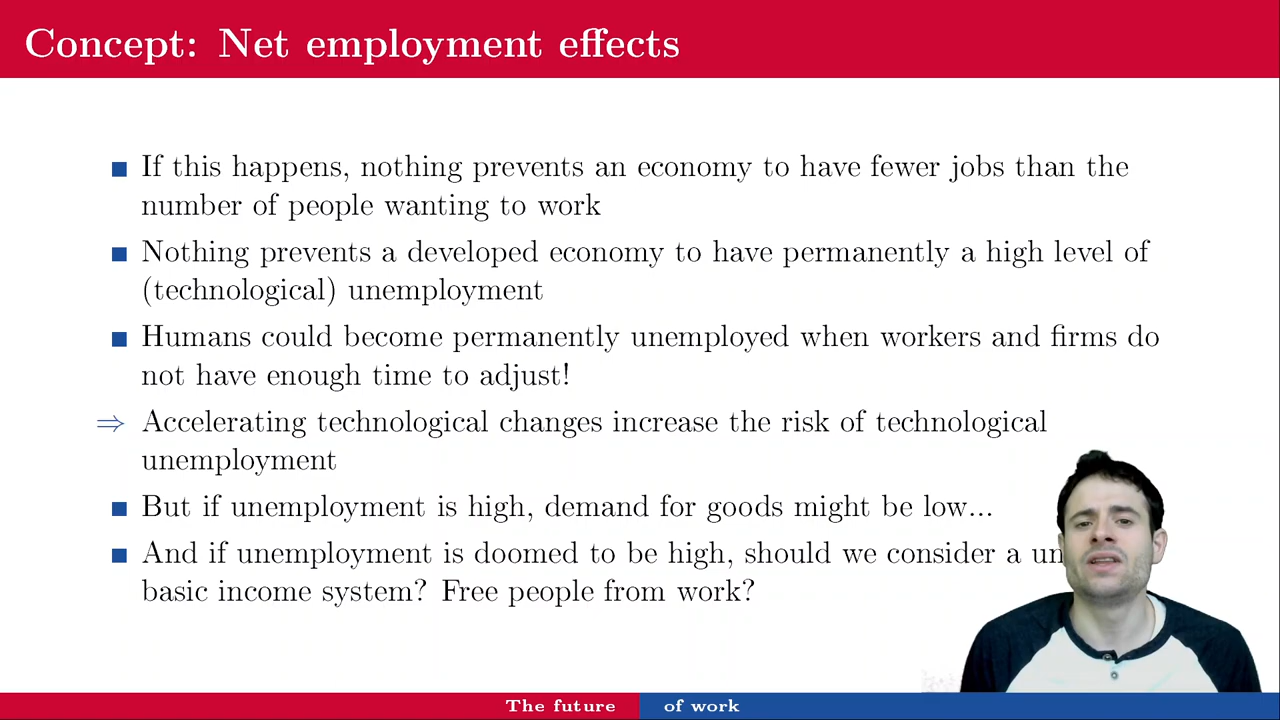 Concept: Net employment effects
If this happens, nothing prevents an economy to have fewer jobs than the
number of people wanting to work
Nothing prevents a developed economy to have permanently a high level of
(technological) unemployment
Humans could become permanently unemployed when workers and firms do
not have enough time to adjust!
⇒ Accelerating technological changes increase the risk of technological
unemployment
But if unemployment is high, demand for goods might be low...
And if unemployment is doomed to be high, should we consider a
basic income system? Free people from work?
The future of work